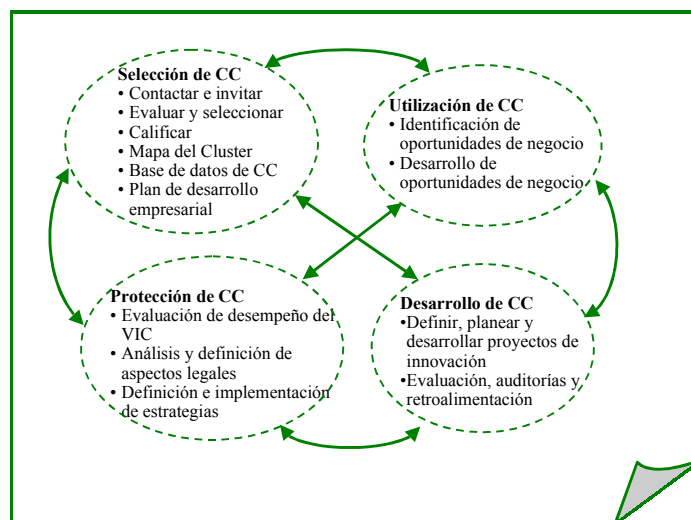 Selección de CC
• Contactar e invitar
• Evaluar y seleccionar
• Calificar
• Mapa del Cluster
• Base de datos de CC
• Plan de desarrollo
empresarial
Utilización de CC
• Identificación de
oportunidades de negocio
• Desarrollo de
oportunidades de negocio
Protección de CC
• Evaluación de desempeño del
VIC
• Análisis y definición de
aspectos legales
• Definición e implementación
de estrategias
Desarrollo de CC
•Definir, planear y
desarrollar proyectos de
innovación
•Evaluación, auditorías y
retroalimentación